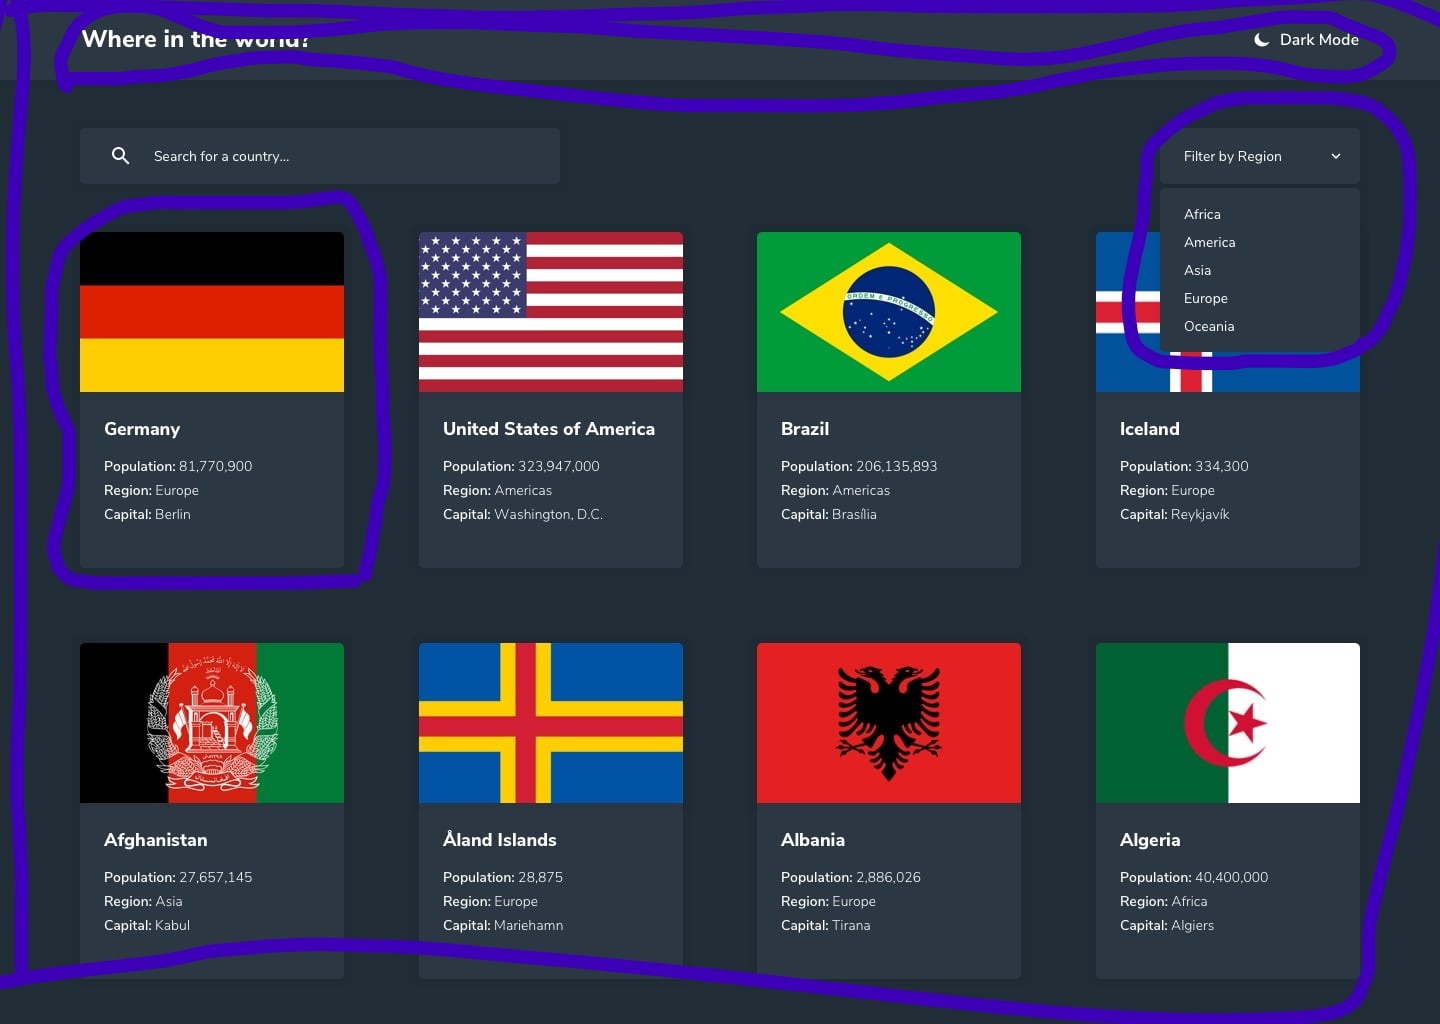 Where in the world?
Dark Mode
Search for a country...
Filter by Region
Africa
America
Asia
Europe
Oceania
ORDEM E PROGRESSO
Germany
Population: 81,770,900
Region: Europe
Capital: Berlin
United States of America
Population: 323,947,000
Region: Americas
Capital: Washington, D.C.
Brazil
Population: 206,135,893
Region: Americas
Capital: Brasília
Iceland
Population: 334,300
Region: Europe
Capital: Reykjavík
Afghanistan
Population: 27,657,145
Region: Asia
Capital: Kabul
Åland Islands
Population: 28,875
Region: Europe
Capital: Mariehamn
Albania
Population: 2,886,026
Region: Europe
Capital: Tirana
Algeria
Population: 40,400,000
Region: Africa
Capital: Algiers